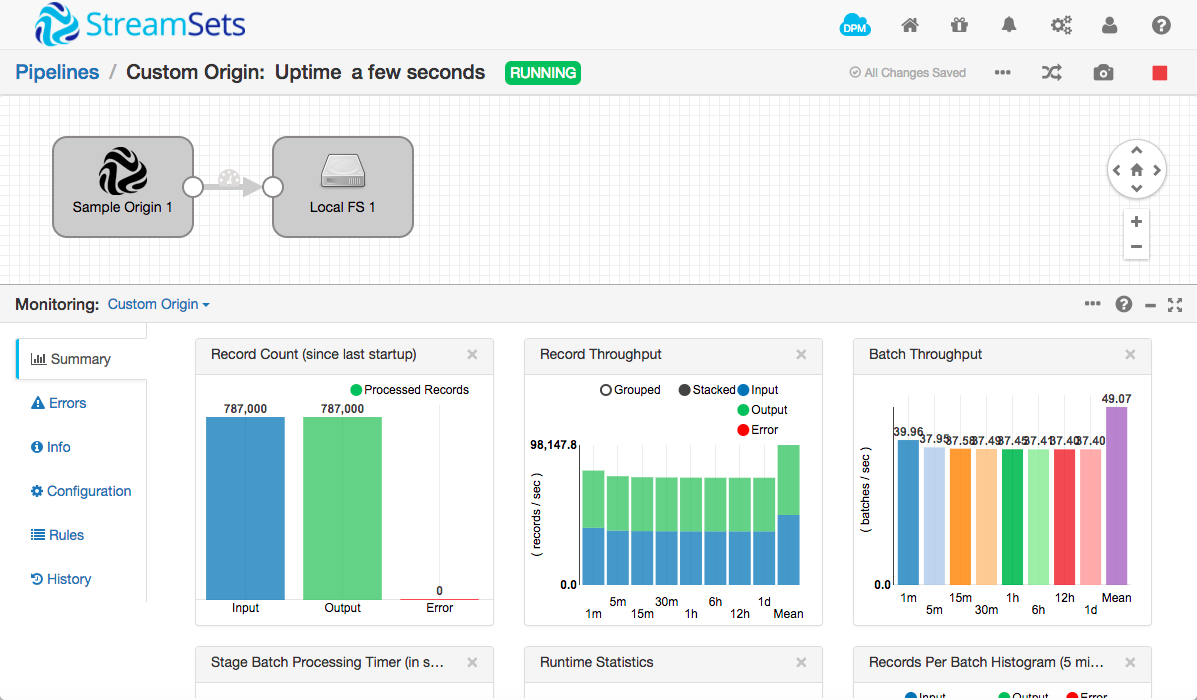 StreamSets
DPM
Pipelines / Custom Origin: Uptime a few seconds RUNNING
All Changes Saved
Sample Origin 1
Local FS 1
Monitoring: Custom Origin
Summary
Errors
Info
Configuration
Rules
History
Record Count (since last startup)
Processed Records
787,000 787,000 0
Input Output Error
Record Throughput
Grouped Stacked Input
Output
Error
98,147.8
( records / sec )
0.0
5m 30m 6h 1d Mean
1m 15m 1h 12h
Batch Throughput
49.07
39.96 37.95 37.58 37.49 37.45 37.41 37.40 37.40
( batches / sec )
0.0
1m 15m 1h 12h Mean
5m 30m 6h 1d
Stage Batch Processing Timer (in s...
Runtime Statistics
Records Per Batch Histogram (5 mi...
Input Output Error